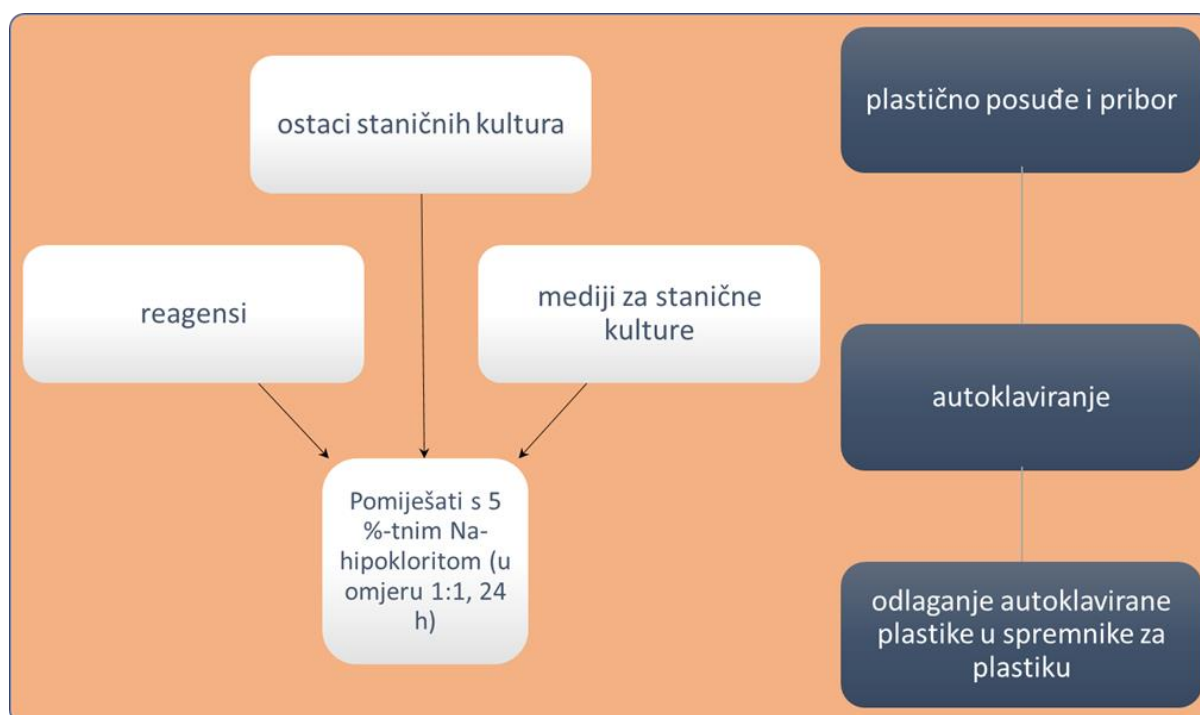 ostaci staničnih kultura
reagensi
mediji za stanične
kulture
Pomiješati s 5
%-tnim Na-
hipokloritom (u
omjeru 1:1, 24
h)
plastično posuđe i pribor
autoklaviranje
odlaganje autoklavirane
plastike u spremnike za
plastiku